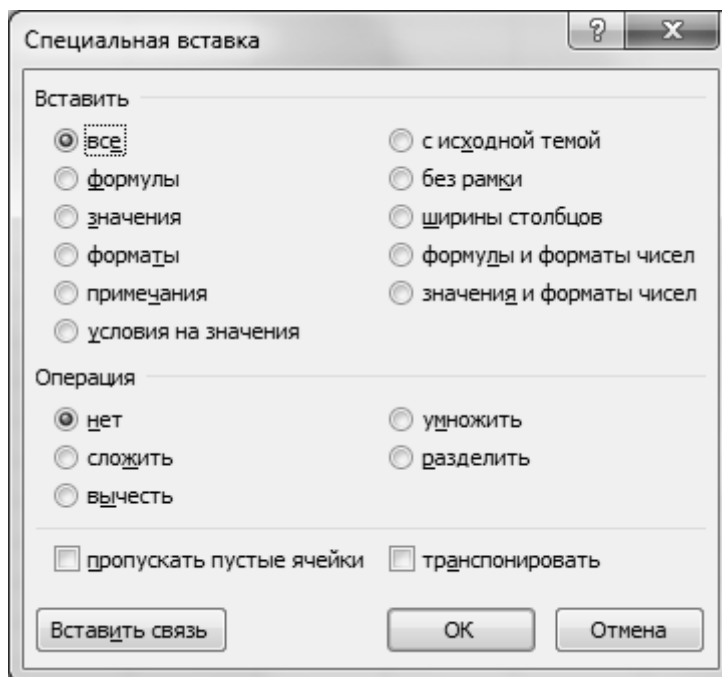 Специальная вставка
Вставить
все
с исходной темой
формулы
без рамки
значения
ширины столбцов
форматы
формулы и форматы чисел
примечания
значения и форматы чисел
условия на значения
Операция
нет
умножить
сложить
разделить
вычесть
пропускать пустые ячейки
транспонировать
Вставить связь
ОК
Отмена